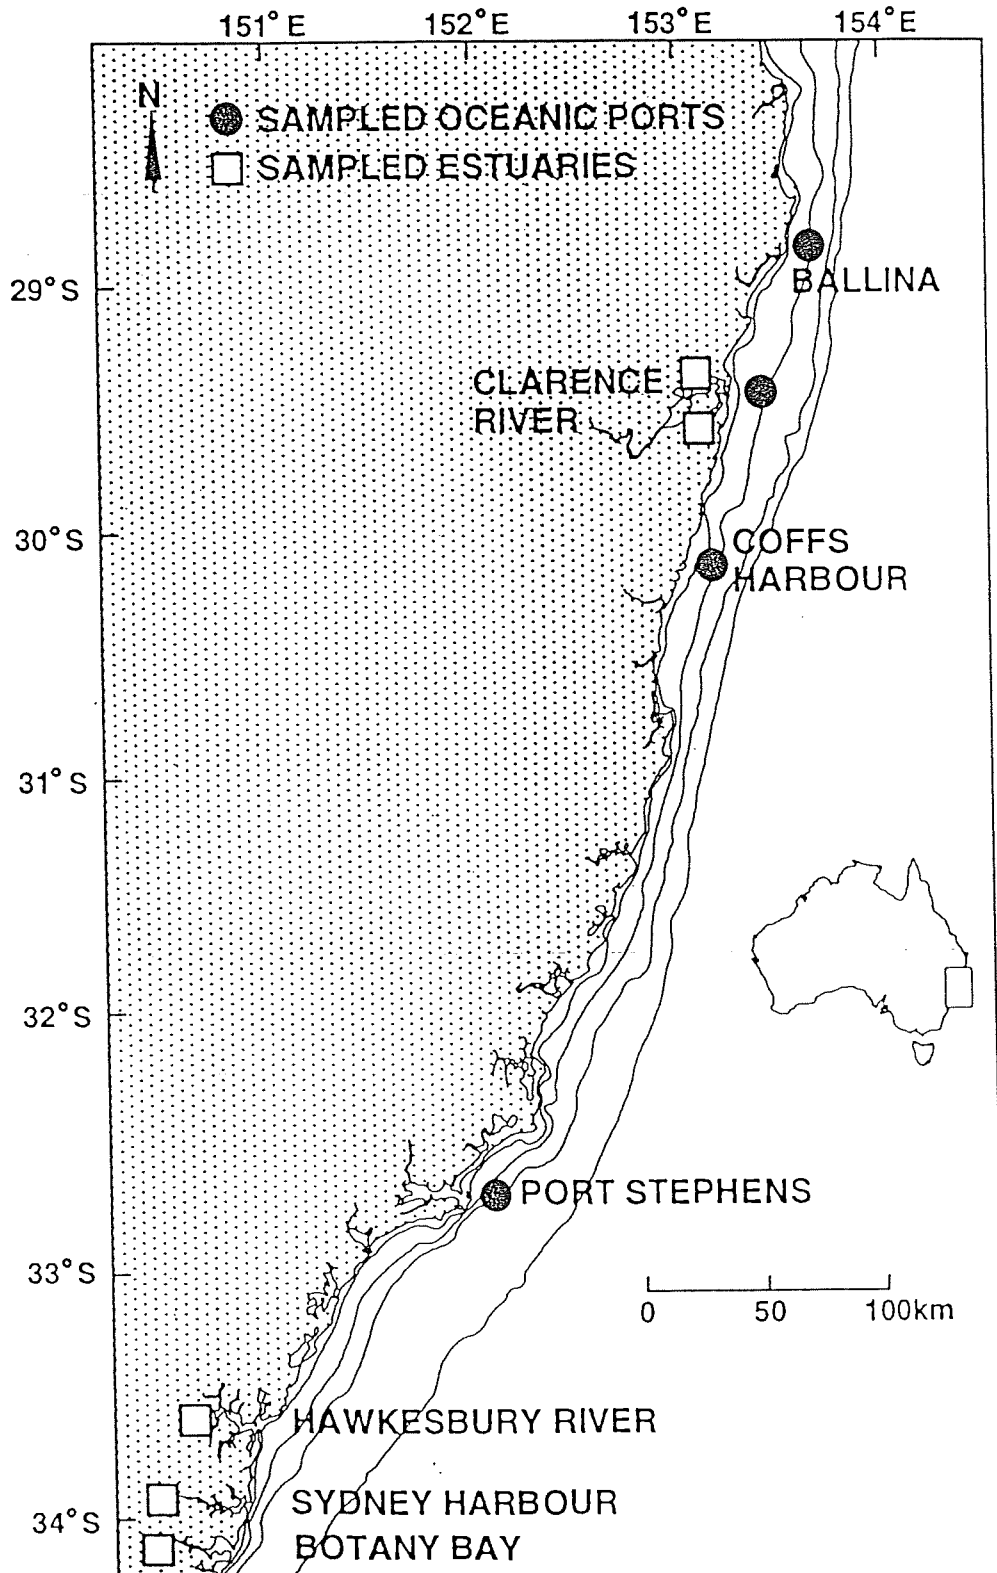 151°E 152°E 153°E 154°E
N
SAMPLED OCEANIC PORTS
SAMPLED ESTUARIES
29°S
BALLINA
CLARENCE
RIVER
30°S
COFFS
HARBOUR
31°S
32°S
PORT STEPHENS
33°S
0 50 100km
HAWKESBURY RIVER
SYDNEY HARBOUR
34°S
BOTANY BAY